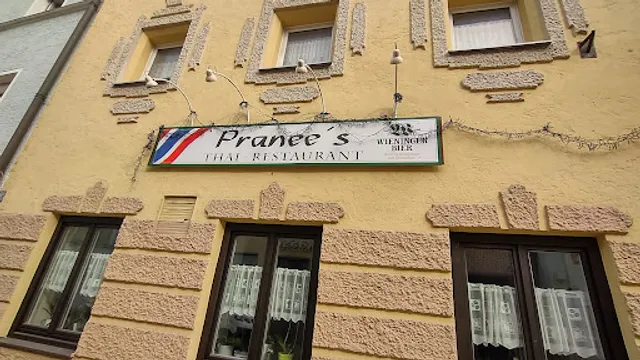 Pranee´s
THAI RESTAURANT
WIENINGER
BIER